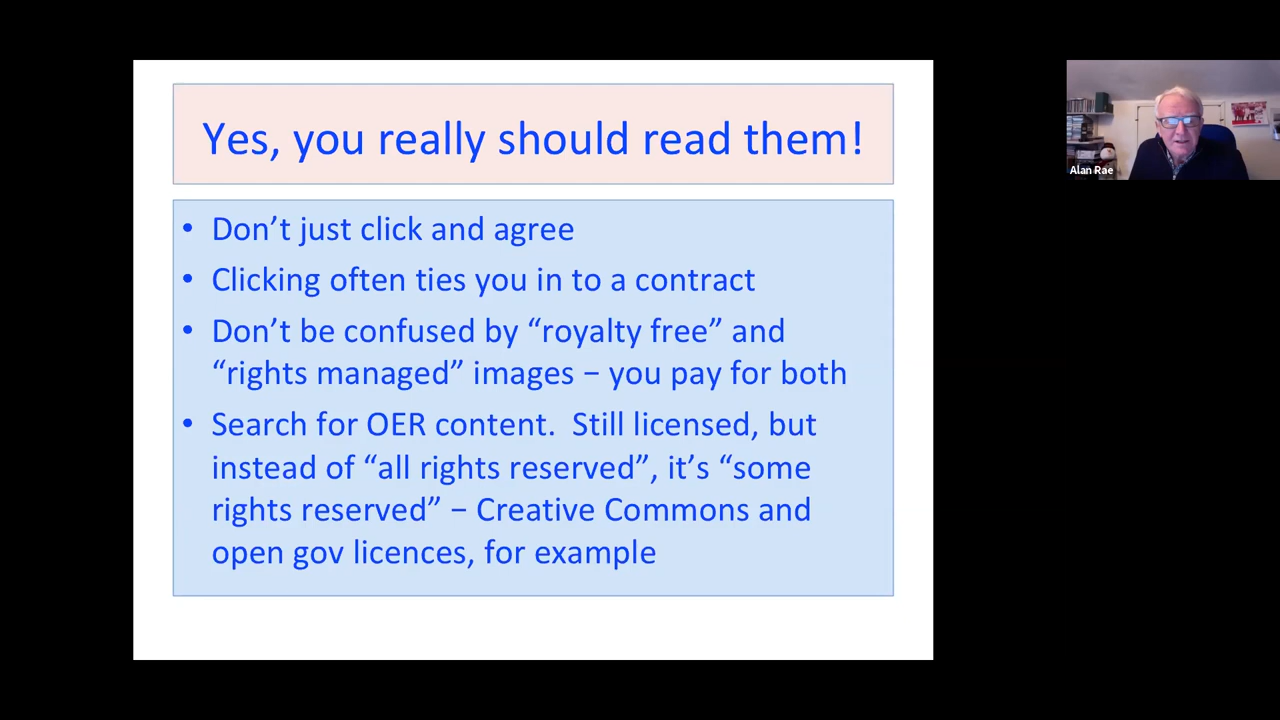 Yes, you really should read them!
• Don’t just click and agree
• Clicking often ties you in to a contract
• Don’t be confused by “royalty free” and
“rights managed” images − you pay for both
• Search for OER content.  Still licensed, but
instead of “all rights reserved”, it’s “some
rights reserved” − Creative Commons and
open gov licences, for example
Alan Rae